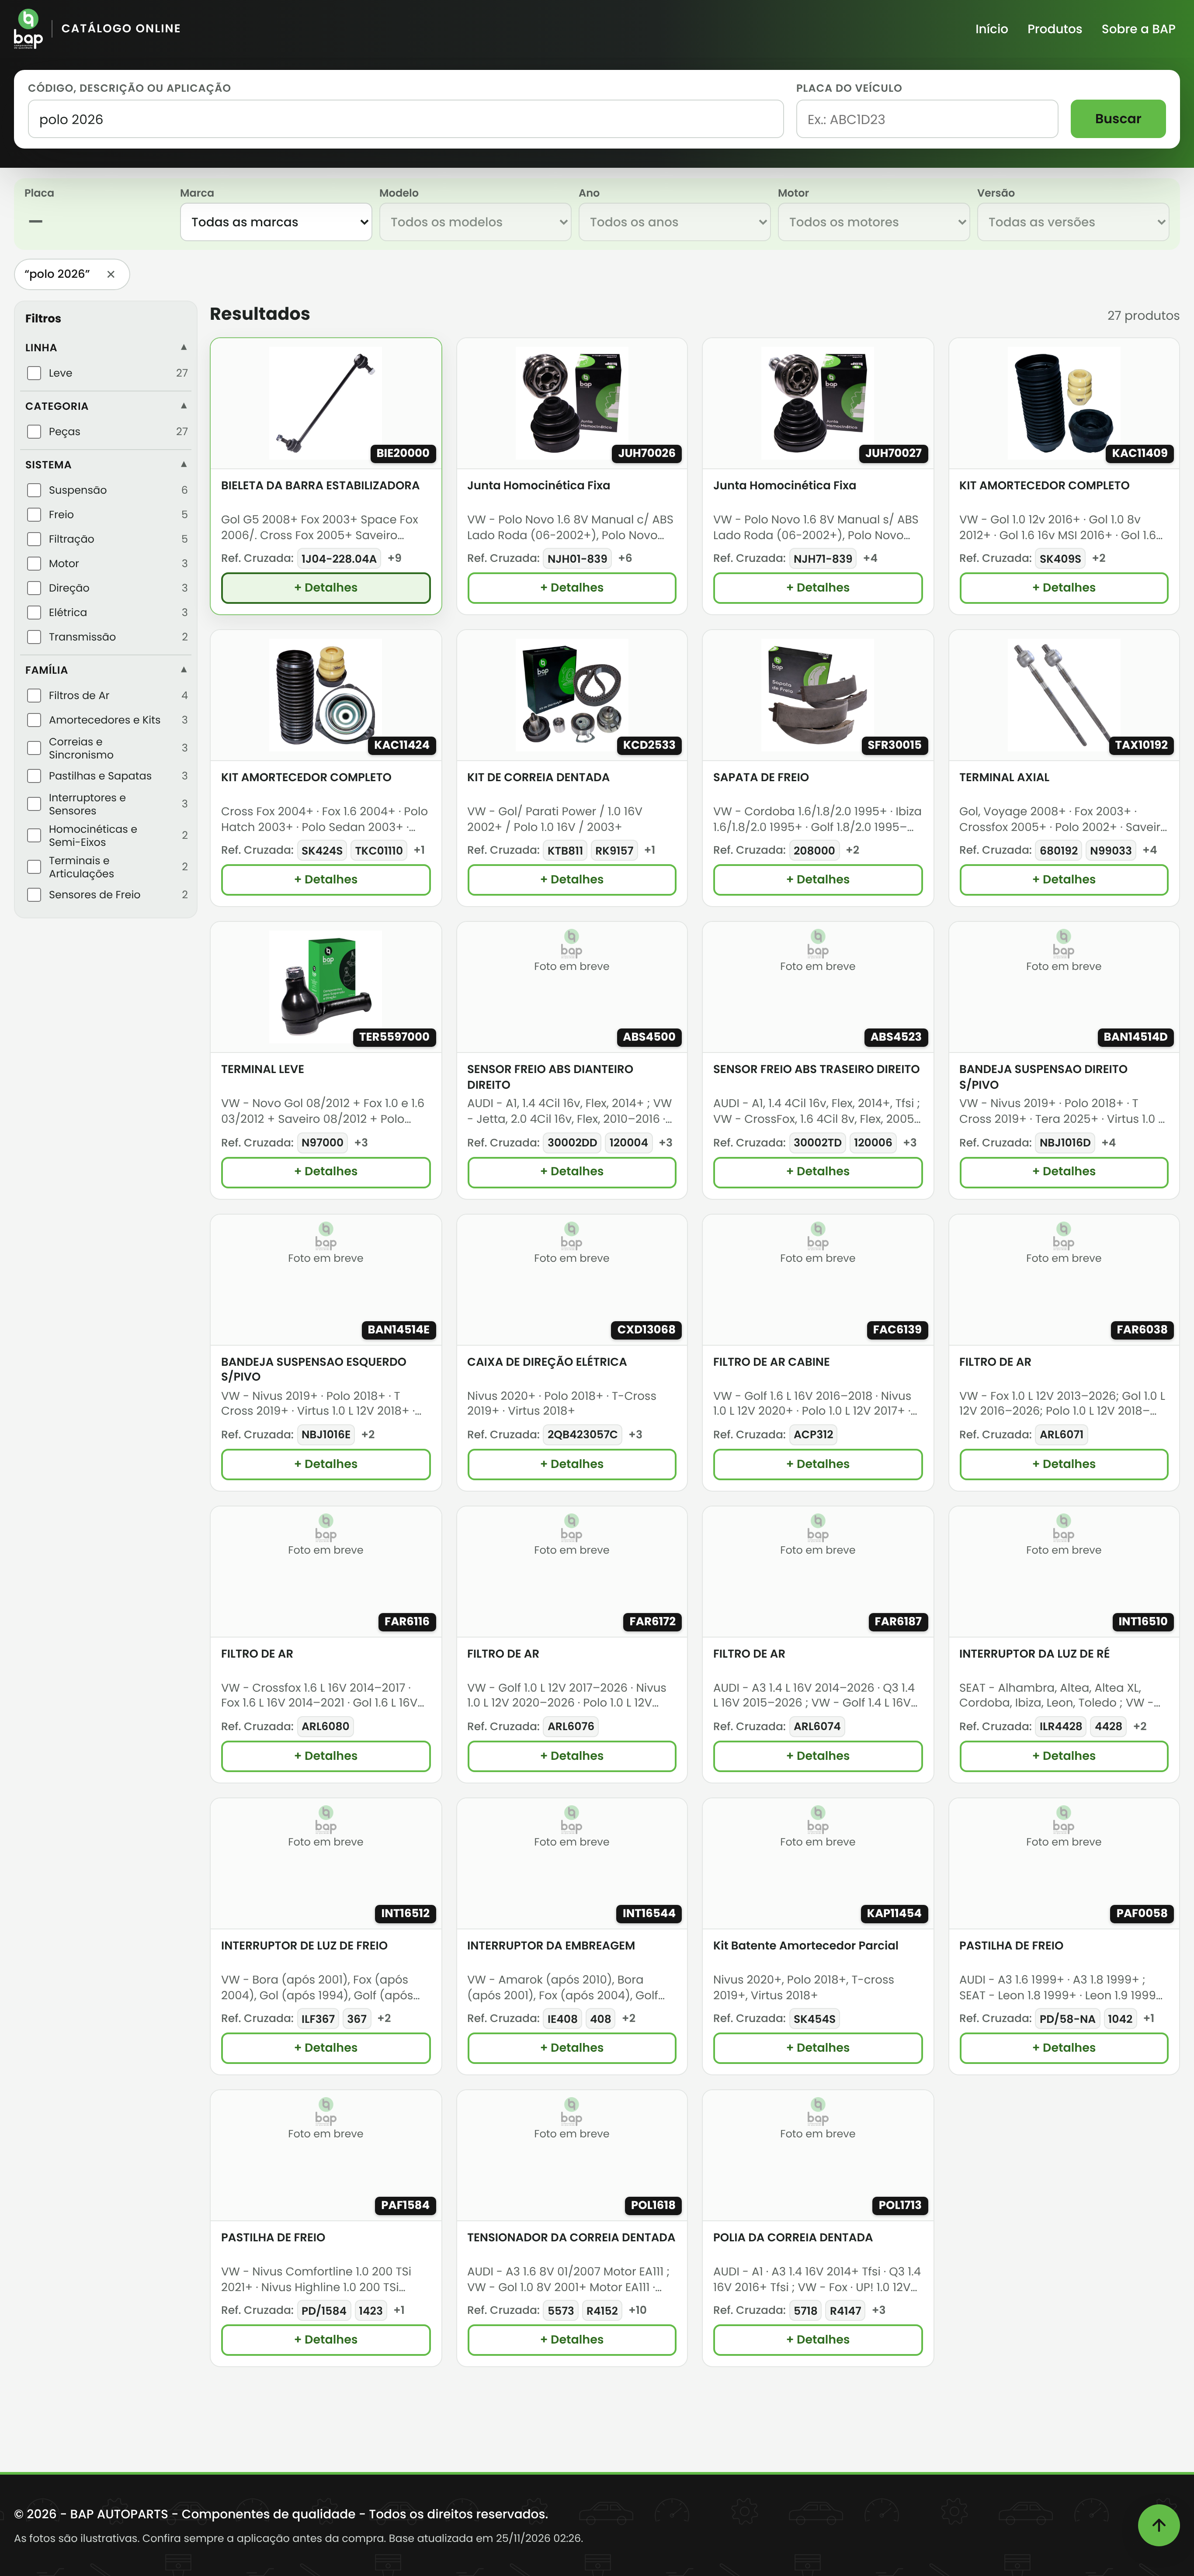 bap
CATÁLOGO ONLINE
Início
Produtos
Sobre a BAP
CÓDIGO, DESCRIÇÃO OU APLICAÇÃO
polo 2026
PLACA DO VEÍCULO
Ex.: ABC1D23
Buscar
Placa
—
Marca
Todas as marcas
Modelo
Todos os modelos
Ano
Todos os anos
Motor
Todos os motores
Versão
Todas as versões
“polo 2026” ×
Filtros
LINHA
Leve 27
CATEGORIA
Peças 27
SISTEMA
Suspensão 6
Freio 5
Filtração 5
Motor 3
Direção 3
Elétrica 3
Transmissão 2
FAMÍLIA
Filtros de Ar 4
Amortecedores e Kits 3
Correias e
Sincronismo 3
Pastilhas e Sapatas 3
Interruptores e
Sensores 3
Homocinéticas e
Semi-Eixos 2
Terminais e
Articulações 2
Sensores de Freio 2
Resultados
27 produtos
BIE20000
BIELETA DA BARRA ESTABILIZADORA
Gol G5 2008+ Fox 2003+ Space Fox
2006/. Cross Fox 2005+ Saveiro...
Ref. Cruzada: 1J04-228.04A +9
+ Detalhes
bap
JUH70026
Junta Homocinética Fixa
VW - Polo Novo 1.6 8V Manual c/ ABS
Lado Roda (06-2002+), Polo Novo...
Ref. Cruzada: NJH01-839 +6
+ Detalhes
bap
JUH70027
Junta Homocinética Fixa
VW - Polo Novo 1.6 8V Manual s/ ABS
Lado Roda (06-2002+), Polo Novo...
Ref. Cruzada: NJH71-839 +4
+ Detalhes
KAC11409
KIT AMORTECEDOR COMPLETO
VW - Gol 1.0 12v 2016+ · Gol 1.0 8v
2012+ · Gol 1.6 16v MSI 2016+ · Gol 1.6...
Ref. Cruzada: SK409S +2
+ Detalhes
KAC11424
KIT AMORTECEDOR COMPLETO
Cross Fox 2004+ · Fox 1.6 2004+ · Polo
Hatch 2003+ · Polo Sedan 2003+ ·...
Ref. Cruzada: SK424S TKC01110 +1
+ Detalhes
bap
KCD2533
KIT DE CORREIA DENTADA
VW - Gol/ Parati Power / 1.0 16V
2002+ / Polo 1.0 16V / 2003+
Ref. Cruzada: KTB811 RK9157 +1
+ Detalhes
bap
Sapata
de Freio
SFR30015
SAPATA DE FREIO
VW - Cordoba 1.6/1.8/2.0 1995+ · Ibiza
1.6/1.8/2.0 1995+ · Golf 1.8/2.0 1995–...
Ref. Cruzada: 208000 +2
+ Detalhes
TAX10192
TERMINAL AXIAL
Gol, Voyage 2008+ · Fox 2003+ ·
Crossfox 2005+ · Polo 2002+ · Saveir...
Ref. Cruzada: 680192 N99033 +4
+ Detalhes
TER5597000
TERMINAL LEVE
VW - Novo Gol 08/2012 + Fox 1.0 e 1.6
03/2012 + Saveiro 08/2012 + Polo...
Ref. Cruzada: N97000 +3
+ Detalhes
bap
Foto em breve
ABS4500
SENSOR FREIO ABS DIANTEIRO
DIREITO
AUDI - A1, 1.4 4Cil 16v, Flex, 2014+ ; VW
- Jetta, 2.0 4Cil 16v, Flex, 2010–2016 ·...
Ref. Cruzada: 30002DD 120004 +3
+ Detalhes
bap
Foto em breve
ABS4523
SENSOR FREIO ABS TRASEIRO DIREITO
AUDI - A1, 1.4 4Cil 16v, Flex, 2014+, Tfsi ;
VW - CrossFox, 1.6 4Cil 8v, Flex, 2005...
Ref. Cruzada: 30002TD 120006 +3
+ Detalhes
bap
Foto em breve
BAN14514D
BANDEJA SUSPENSAO DIREITO
S/PIVO
VW - Nivus 2019+ · Polo 2018+ · T
Cross 2019+ · Tera 2025+ · Virtus 1.0 ...
Ref. Cruzada: NBJ1016D +4
+ Detalhes
bap
Foto em breve
BAN14514E
BANDEJA SUSPENSAO ESQUERDO
S/PIVO
VW - Nivus 2019+ · Polo 2018+ · T
Cross 2019+ · Virtus 1.0 L 12V 2018+ ·...
Ref. Cruzada: NBJ1016E +2
+ Detalhes
bap
Foto em breve
CXD13068
CAIXA DE DIREÇÃO ELÉTRICA
Nivus 2020+ · Polo 2018+ · T-Cross
2019+ · Virtus 2018+
Ref. Cruzada: 2QB423057C +3
+ Detalhes
bap
Foto em breve
FAC6139
FILTRO DE AR CABINE
VW - Golf 1.6 L 16V 2016–2018 · Nivus
1.0 L 12V 2020+ · Polo 1.0 L 12V 2017+ ·...
Ref. Cruzada: ACP312
+ Detalhes
bap
Foto em breve
FAR6038
FILTRO DE AR
VW - Fox 1.0 L 12V 2013–2026; Gol 1.0 L
12V 2016–2026; Polo 1.0 L 12V 2018–...
Ref. Cruzada: ARL6071
+ Detalhes
bap
Foto em breve
FAR6116
FILTRO DE AR
VW - Crossfox 1.6 L 16V 2014–2017 ·
Fox 1.6 L 16V 2014–2021 · Gol 1.6 L 16V...
Ref. Cruzada: ARL6080
+ Detalhes
bap
Foto em breve
FAR6172
FILTRO DE AR
VW - Golf 1.0 L 12V 2017–2026 · Nivus
1.0 L 12V 2020–2026 · Polo 1.0 L 12V...
Ref. Cruzada: ARL6076
+ Detalhes
bap
Foto em breve
FAR6187
FILTRO DE AR
AUDI - A3 1.4 L 16V 2014–2026 · Q3 1.4
L 16V 2015–2026 ; VW - Golf 1.4 L 16V...
Ref. Cruzada: ARL6074
+ Detalhes
bap
Foto em breve
INT16510
INTERRUPTOR DA LUZ DE RÉ
SEAT - Alhambra, Altea, Altea XL,
Cordoba, Ibiza, Leon, Toledo ; VW -...
Ref. Cruzada: ILR4428 4428 +2
+ Detalhes
bap
Foto em breve
INT16512
INTERRUPTOR DE LUZ DE FREIO
VW - Bora (após 2001), Fox (após
2004), Gol (após 1994), Golf (após...
Ref. Cruzada: ILF367 367 +2
+ Detalhes
bap
Foto em breve
INT16544
INTERRUPTOR DA EMBREAGEM
VW - Amarok (após 2010), Bora
(após 2001), Fox (após 2004), Golf...
Ref. Cruzada: IE408 408 +2
+ Detalhes
bap
Foto em breve
KAP11454
Kit Batente Amortecedor Parcial
Nivus 2020+, Polo 2018+, T-cross
2019+, Virtus 2018+
Ref. Cruzada: SK454S
+ Detalhes
bap
Foto em breve
PAF0058
PASTILHA DE FREIO
AUDI - A3 1.6 1999+ · A3 1.8 1999+ ;
SEAT - Leon 1.8 1999+ · Leon 1.9 1999...
Ref. Cruzada: PD/58-NA 1042 +1
+ Detalhes
bap
Foto em breve
PAF1584
PASTILHA DE FREIO
VW - Nivus Comfortline 1.0 200 TSi
2021+ · Nivus Highline 1.0 200 TSi...
Ref. Cruzada: PD/1584 1423 +1
+ Detalhes
bap
Foto em breve
POL1618
TENSIONADOR DA CORREIA DENTADA
AUDI - A3 1.6 8V 01/2007 Motor EA111 ;
VW - Gol 1.0 8V 2001+ Motor EA111 ·...
Ref. Cruzada: 5573 R4152 +10
+ Detalhes
bap
Foto em breve
POL1713
POLIA DA CORREIA DENTADA
AUDI - A1 · A3 1.4 16V 2014+ Tfsi · Q3 1.4
16V 2016+ Tfsi ; VW - Fox · UP! 1.0 12V...
Ref. Cruzada: 5718 R4147 +3
+ Detalhes
© 2026 - BAP AUTOPARTS - Componentes de qualidade - Todos os direitos reservados.
As fotos são ilustrativas. Confira sempre a aplicação antes da compra. Base atualizada em 25/11/2026 02:26.